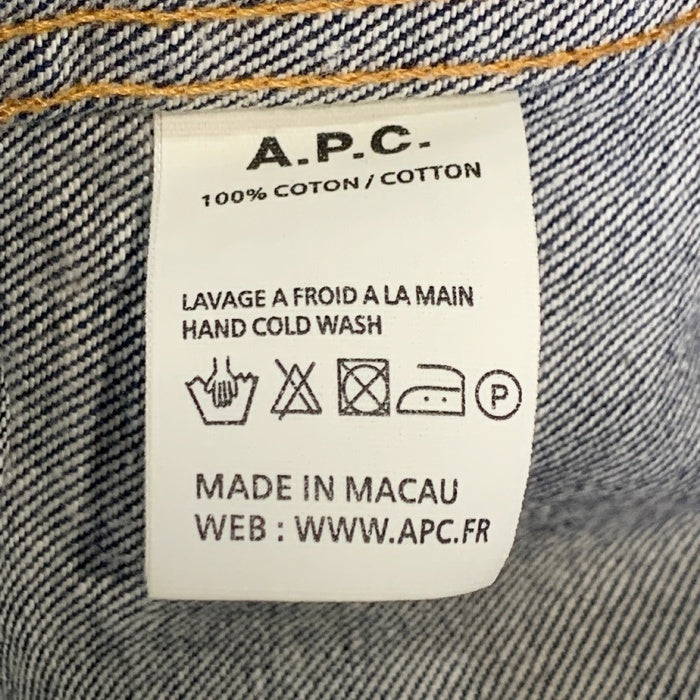 A.P.C.
100% COTON / COTTON
LAVAGE A FROID A LA MAIN
HAND COLD WASH
P
MADE IN MACAU
WEB : WWW.APC.FR